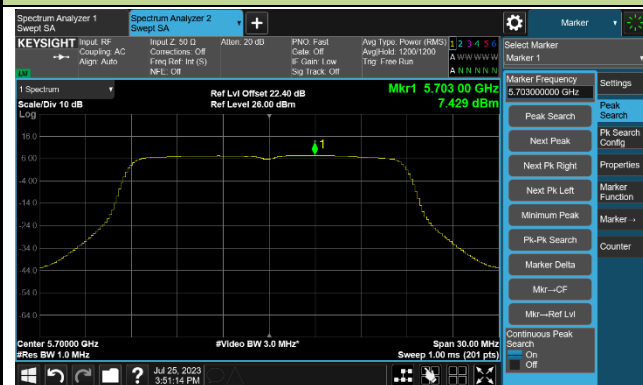 Spectrum Analyzer 1
Swept SA
Spectrum Analyzer 2
Swept SA
Marker
KEYSIGHT
Input: RF
Coupling: AC
Align: Auto
Input Z: 50 Ω
Corrections: Off
Freq Ref: Int (S)
NFE: Off
Atten: 20 dB
PNO: Fast
Gate: Off
IF Gain: Low
Sig Track: Off
Avg Type: Power (RMS)
Avg|Hold: 1200/1200
Trig: Free Run
1 2 3 4 5 6
A W W W W W
A N N N N N
LXI
Select Marker
Marker 1
1 Spectrum
Scale/Div 10 dB
Log
Ref Lvl Offset 22.40 dB
Ref Level 26.00 dBm
Mkr1 5.703 00 GHz
7.429 dBm
16.0
6.00
-4.00
-14.0
-24.0
-34.0
-44.0
-54.0
-64.0
1
Center 5.70000 GHz
#Res BW 1.0 MHz
#Video BW 3.0 MHz*
Span 30.00 MHz
Sweep 1.00 ms (201 pts)
Marker Frequency
5.703000000 GHz
Peak Search
Next Peak
Next Pk Right
Next Pk Left
Minimum Peak
Pk-Pk Search
Marker Delta
Mkr→CF
Mkr→Ref Lvl
Continuous Peak
Search
On
Off
Settings
Peak
Search
Pk Search
Config
Properties
Marker
Function
Marker→
Counter
?
Jul 25, 2023
3:51:14 PM